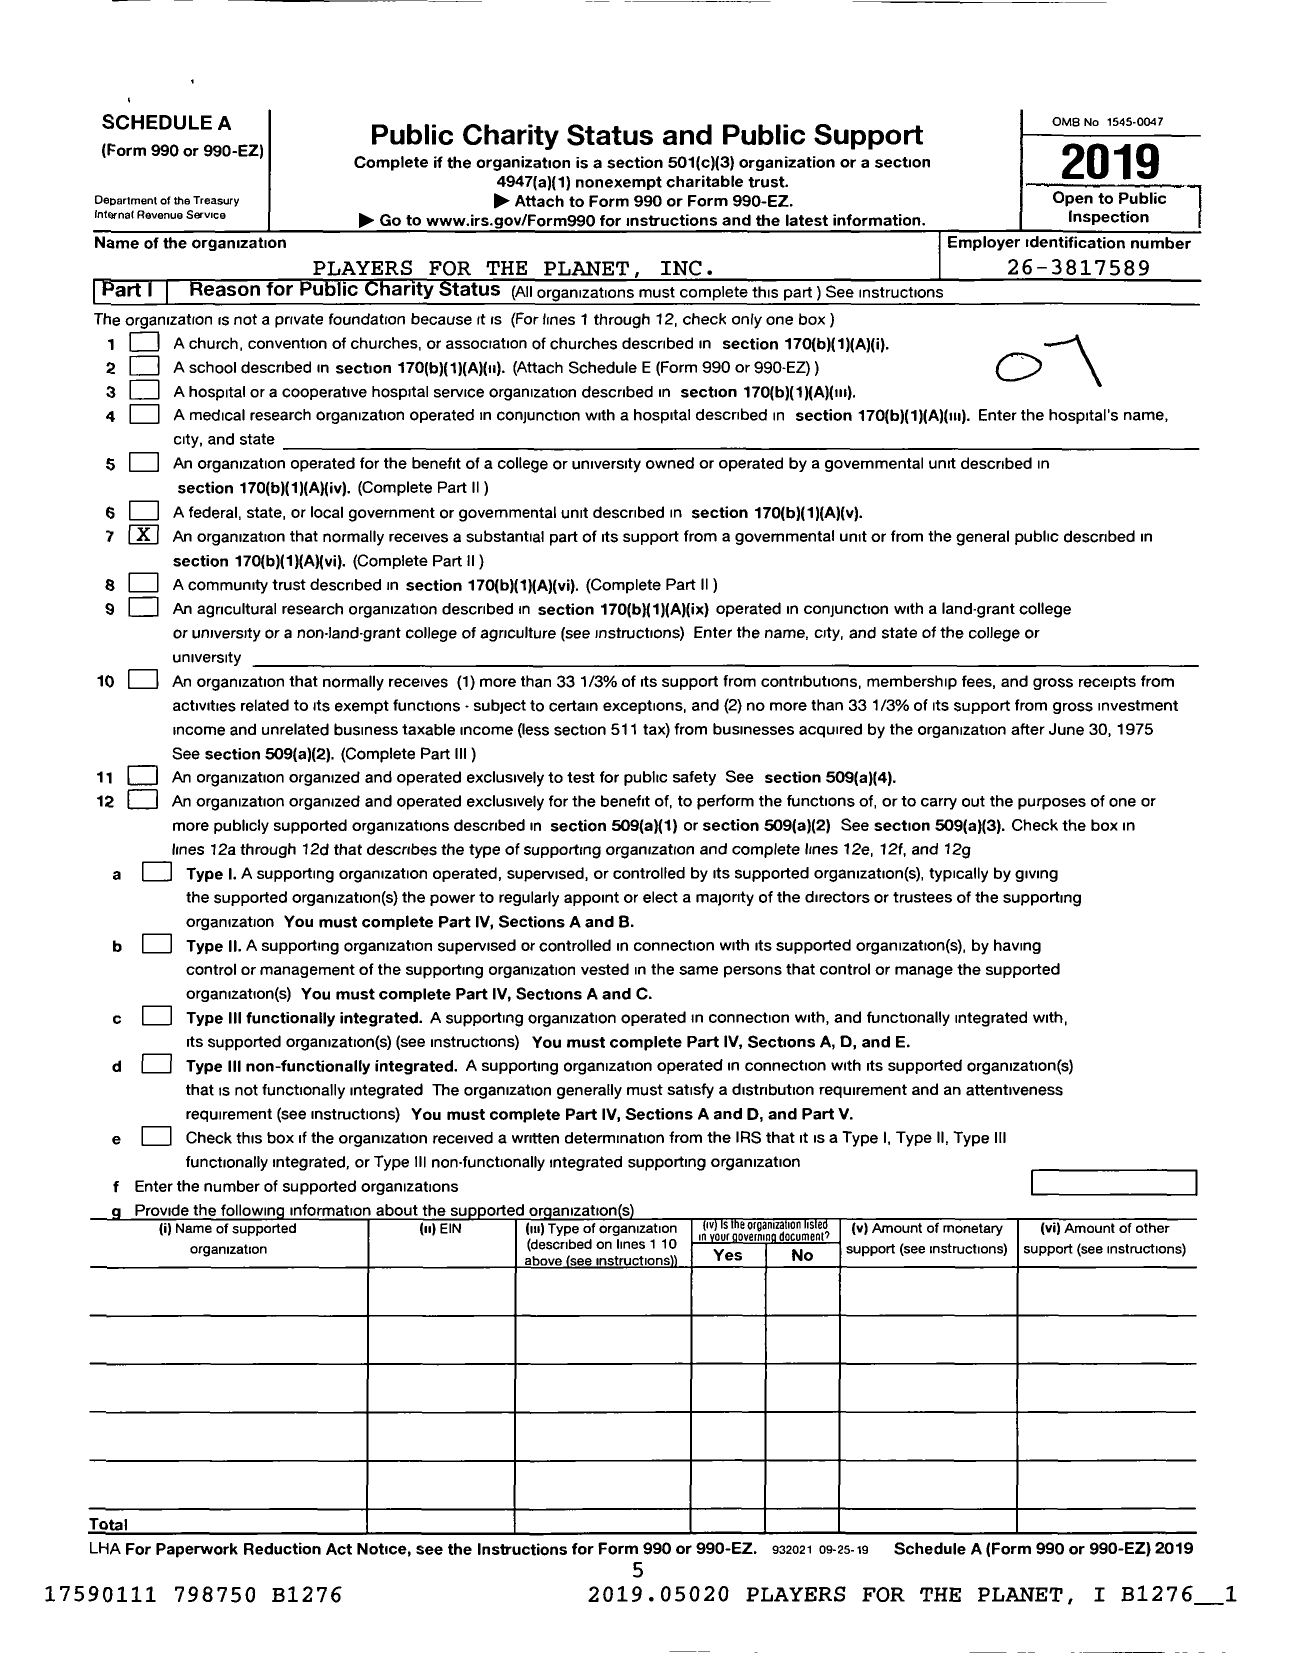 SCHEDULE A
(Form 990 or 990-EZ)
Department of the Treasury
Internal Revenue Service
Public Charity Status and Public Support
Complete if the organization is a section 501(c)(3) organization or a section
4947(a)(1) nonexempt charitable trust.
▶ Attach to Form 990 or Form 990-EZ.
▶ Go to www.irs.gov/Form990 for instructions and the latest information.
OMB No 1545-0047
2019
Open to Public
Inspection
Name of the organization
PLAYERS FOR THE PLANET, INC.
Employer identification number
26-3817589
Part I Reason for Public Charity Status (All organizations must complete this part ) See instructions
The organization is not a private foundation because it is (For lines 1 through 12, check only one box )
07
1 A church, convention of churches, or association of churches described in section 170(b)(1)(A)(i).
2 A school described in section 170(b)(1)(A)(ii). (Attach Schedule E (Form 990 or 990-EZ) )
3 A hospital or a cooperative hospital service organization described in section 170(b)(1)(A)(iii).
4 A medical research organization operated in conjunction with a hospital described in section 170(b)(1)(A)(iii). Enter the hospital's name,
city, and state
5 An organization operated for the benefit of a college or university owned or operated by a governmental unit described in
section 170(b)(1)(A)(iv). (Complete Part II )
6 A federal, state, or local government or governmental unit described in section 170(b)(1)(A)(v).
7 X An organization that normally receives a substantial part of its support from a governmental unit or from the general public described in
section 170(b)(1)(A)(vi). (Complete Part II )
8 A community trust described in section 170(b)(1)(A)(vi). (Complete Part II )
9 An agricultural research organization described in section 170(b)(1)(A)(ix) operated in conjunction with a land-grant college
or university or a non-land-grant college of agriculture (see instructions) Enter the name, city, and state of the college or
university
10 An organization that normally receives (1) more than 33 1/3% of its support from contributions, membership fees, and gross receipts from
activities related to its exempt functions - subject to certain exceptions, and (2) no more than 33 1/3% of its support from gross investment
income and unrelated business taxable income (less section 511 tax) from businesses acquired by the organization after June 30, 1975
See section 509(a)(2). (Complete Part III )
11 An organization organized and operated exclusively to test for public safety See section 509(a)(4).
12 An organization organized and operated exclusively for the benefit of, to perform the functions of, or to carry out the purposes of one or
more publicly supported organizations described in section 509(a)(1) or section 509(a)(2) See section 509(a)(3). Check the box in
lines 12a through 12d that describes the type of supporting organization and complete lines 12e, 12f, and 12g
a Type I. A supporting organization operated, supervised, or controlled by its supported organization(s), typically by giving
the supported organization(s) the power to regularly appoint or elect a majority of the directors or trustees of the supporting
organization You must complete Part IV, Sections A and B.
b Type II. A supporting organization supervised or controlled in connection with its supported organization(s), by having
control or management of the supporting organization vested in the same persons that control or manage the supported
organization(s) You must complete Part IV, Sections A and C.
c Type III functionally integrated. A supporting organization operated in connection with, and functionally integrated with,
its supported organization(s) (see instructions) You must complete Part IV, Sections A, D, and E.
d Type III non-functionally integrated. A supporting organization operated in connection with its supported organization(s)
that is not functionally integrated The organization generally must satisfy a distribution requirement and an attentiveness
requirement (see instructions) You must complete Part IV, Sections A and D, and Part V.
e Check this box if the organization received a written determination from the IRS that it is a Type I, Type II, Type III
functionally integrated, or Type III non-functionally integrated supporting organization
f Enter the number of supported organizations
g Provide the following information about the supported organization(s)
(i) Name of supported
organization
(ii) EIN
(iii) Type of organization
(described on lines 1 10
above (see instructions))
(iv) Is the organization listed
in your governing document?
Yes No
(v) Amount of monetary
support (see instructions)
(vi) Amount of other
support (see instructions)
Total
LHA For Paperwork Reduction Act Notice, see the Instructions for Form 990 or 990-EZ. 932021 09-25-19 Schedule A (Form 990 or 990-EZ) 2019
5
17590111 798750 B1276 2019.05020 PLAYERS FOR THE PLANET, I B1276__1